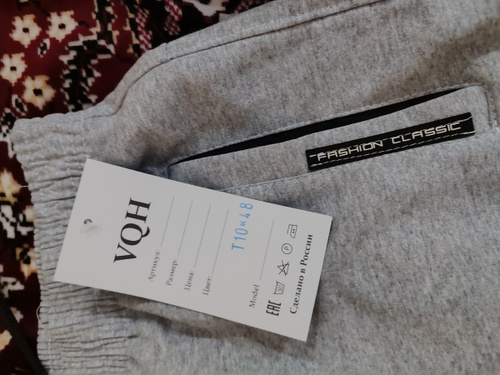 FASHION CLASSIC
VQH
Артикул:
Размер:
Цена:
Цвет:
T10«48
Model
EAC
Сделано в России